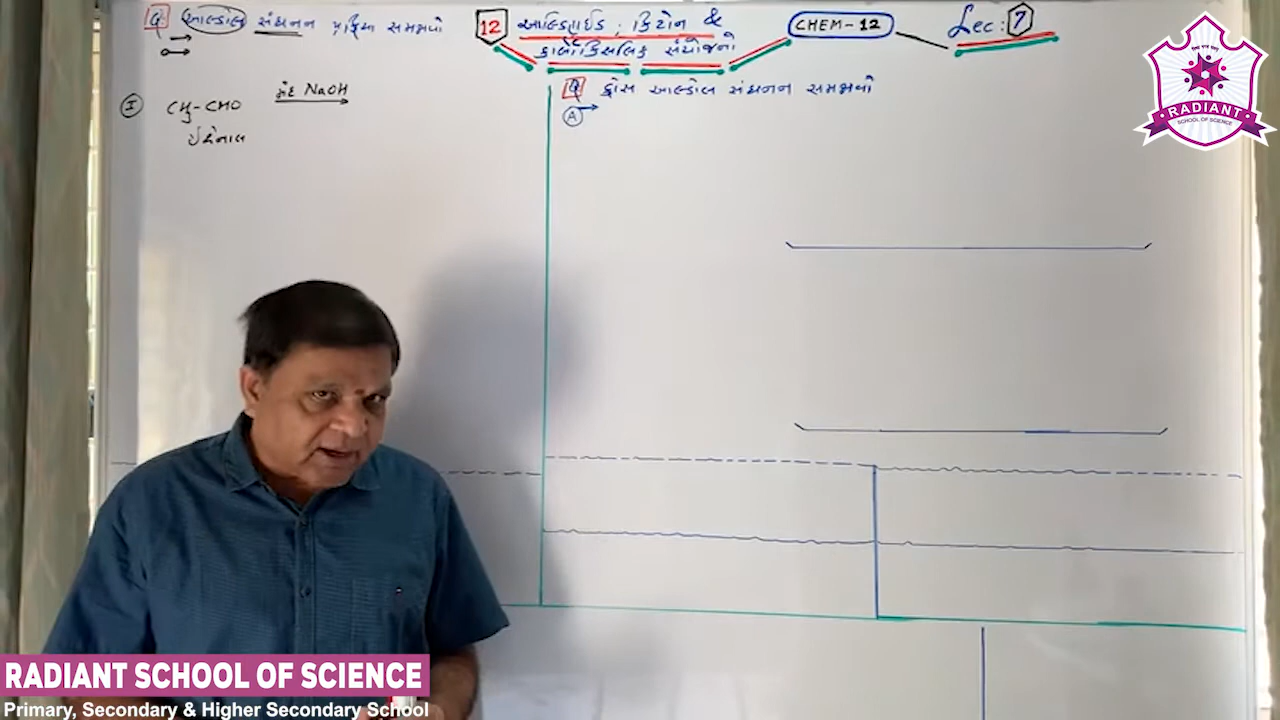 Q આલ્ડોલ સંઘનન પ્રક્રિયા સમજાવો
12 આલ્ડિહાઇડ, કિટોન &
કાર્બોક્સિલિક સંયોજનો
CHEM-12
Lec: 7
I CH3-CHO મંદ NaOH
ઇથેનાલ
Q ક્રોસ આલ્ડોલ સંઘનન સમજાવો
A
RADIANT
SCHOOL OF SCIENCE
RADIANT SCHOOL OF SCIENCE
Primary, Secondary & Higher Secondary School